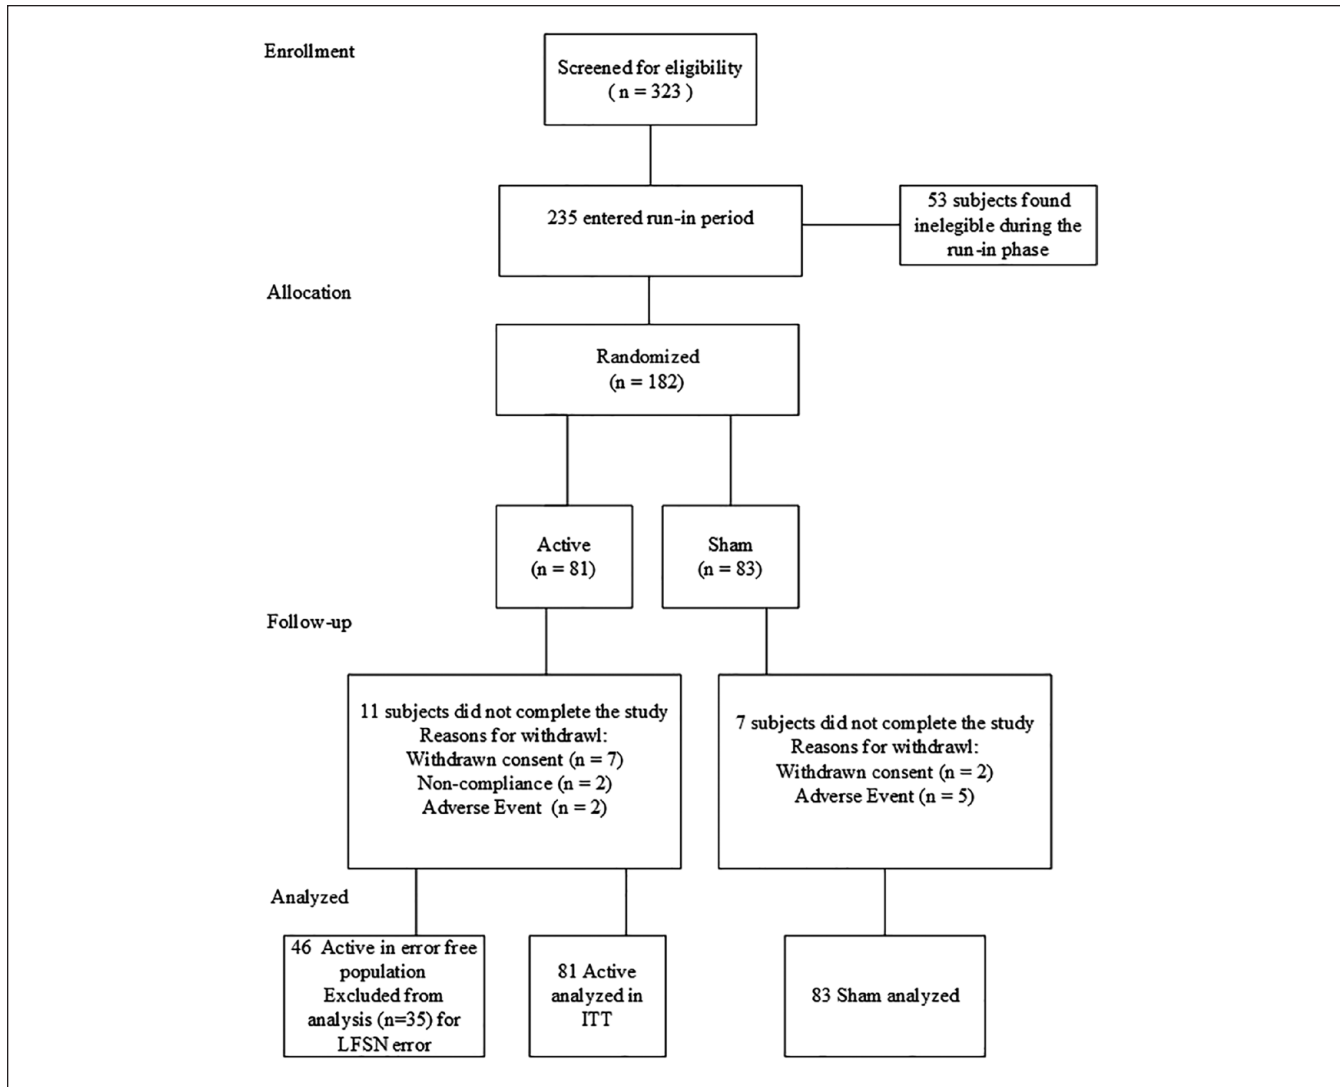 Enrollment
Screened for eligibility
( n = 323 )
235 entered run-in period
53 subjects found
inelegible during the
run-in phase
Allocation
Randomized
(n = 182)
Active
(n = 81)
Sham
(n = 83)
Follow-up
11 subjects did not complete the study
Reasons for withdrawl:
Withdrawn consent (n = 7)
Non-compliance (n = 2)
Adverse Event (n = 2)
7 subjects did not complete the study
Reasons for withdrawl:
Withdrawn consent (n = 2)
Adverse Event (n = 5)
Analyzed
46 Active in error free
population
Excluded from
analysis (n=35) for
LFSN error
81 Active
analyzed in
ITT
83 Sham analyzed